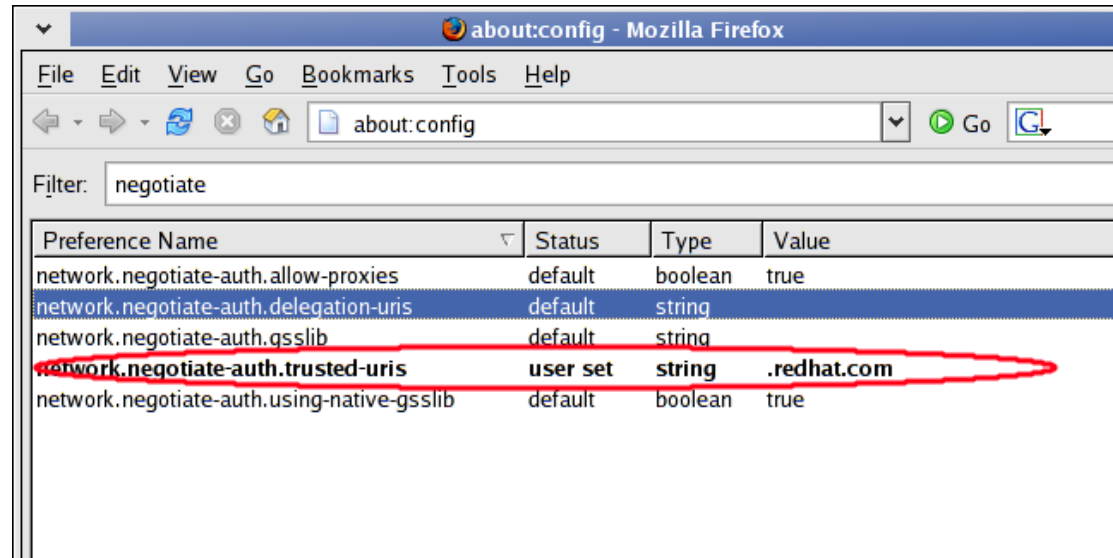 about:config - Mozilla Firefox
File Edit View Go Bookmarks Tools Help
about:config Go G
Filter: negotiate
Preference Name Status Type Value
network.negotiate-auth.allow-proxies default boolean true
network.negotiate-auth.delegation-uris default string
network.negotiate-auth.gsslib default string
network.negotiate-auth.trusted-uris user set string .redhat.com
network.negotiate-auth.using-native-gsslib default boolean true